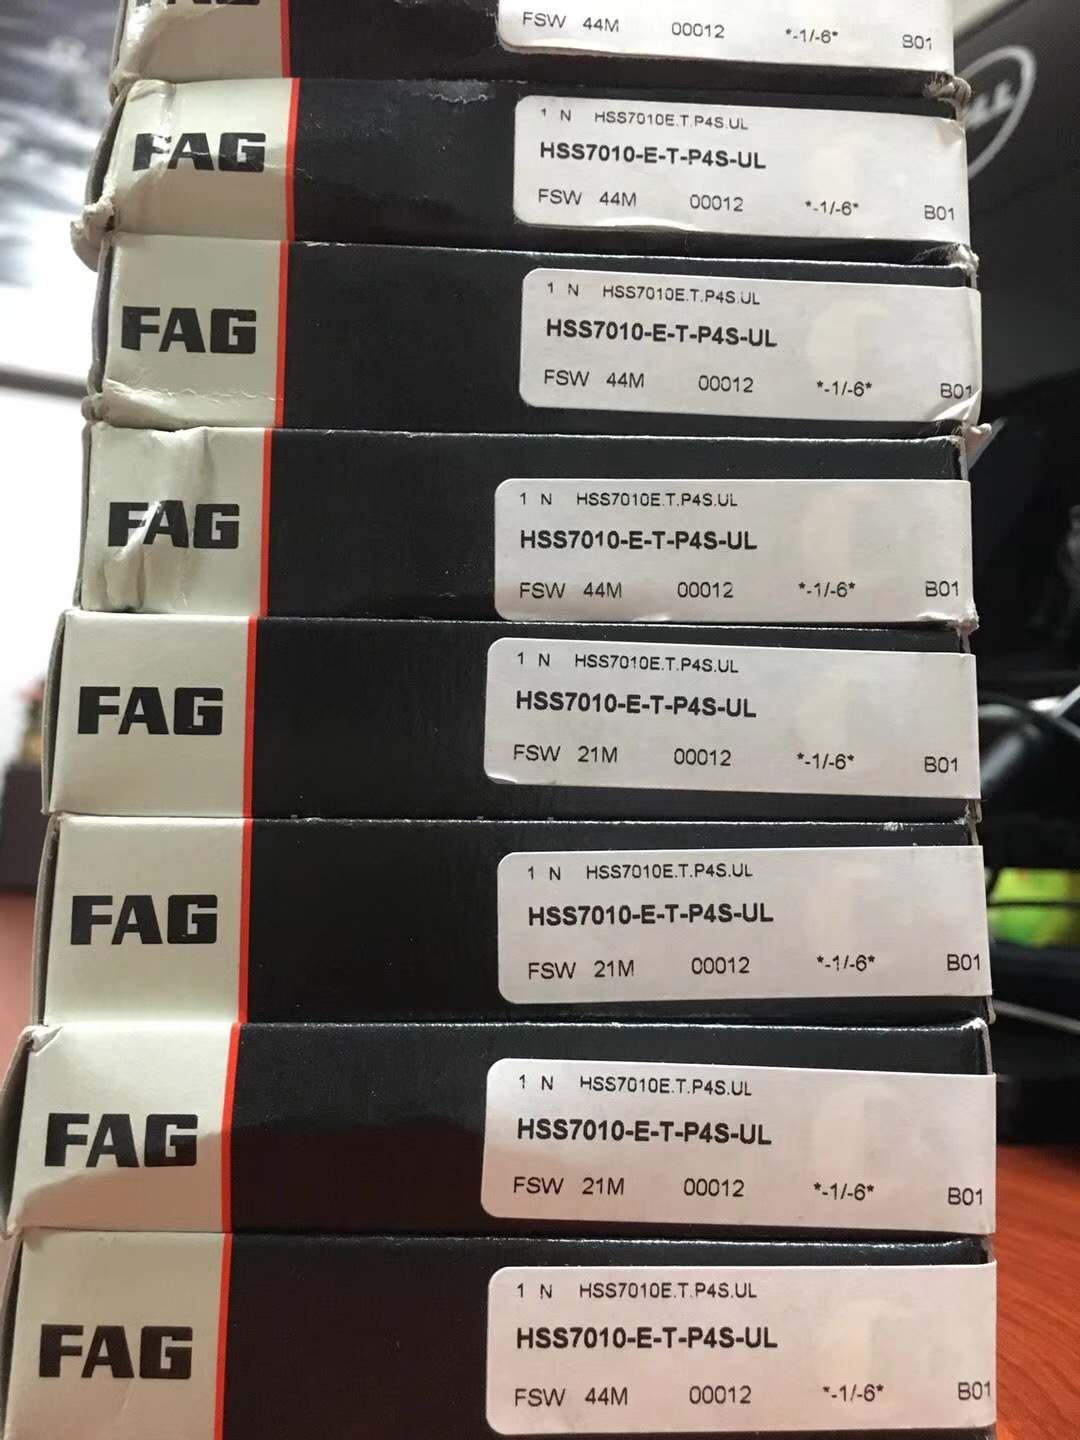 FSW 44M 00012 *-1/-6* B01
FAG
1 N HSS7010E.T.P4S.UL
HSS7010-E-T-P4S-UL
FSW 44M 00012 *-1/-6* B01
FAG
1 N HSS7010E.T.P4S.UL
HSS7010-E-T-P4S-UL
FSW 44M 00012 *-1/-6* B01
FAG
1 N HSS7010E.T.P4S.UL
HSS7010-E-T-P4S-UL
FSW 44M 00012 *-1/-6* B01
FAG
1 N HSS7010E.T.P4S.UL
HSS7010-E-T-P4S-UL
FSW 21M 00012 *-1/-6* B01
FAG
1 N HSS7010E.T.P4S.UL
HSS7010-E-T-P4S-UL
FSW 21M 00012 *-1/-6* B01
FAG
1 N HSS7010E.T.P4S.UL
HSS7010-E-T-P4S-UL
FSW 21M 00012 *-1/-6* B01
FAG
1 N HSS7010E.T.P4S.UL
HSS7010-E-T-P4S-UL
FSW 44M 00012 *-1/-6* B01